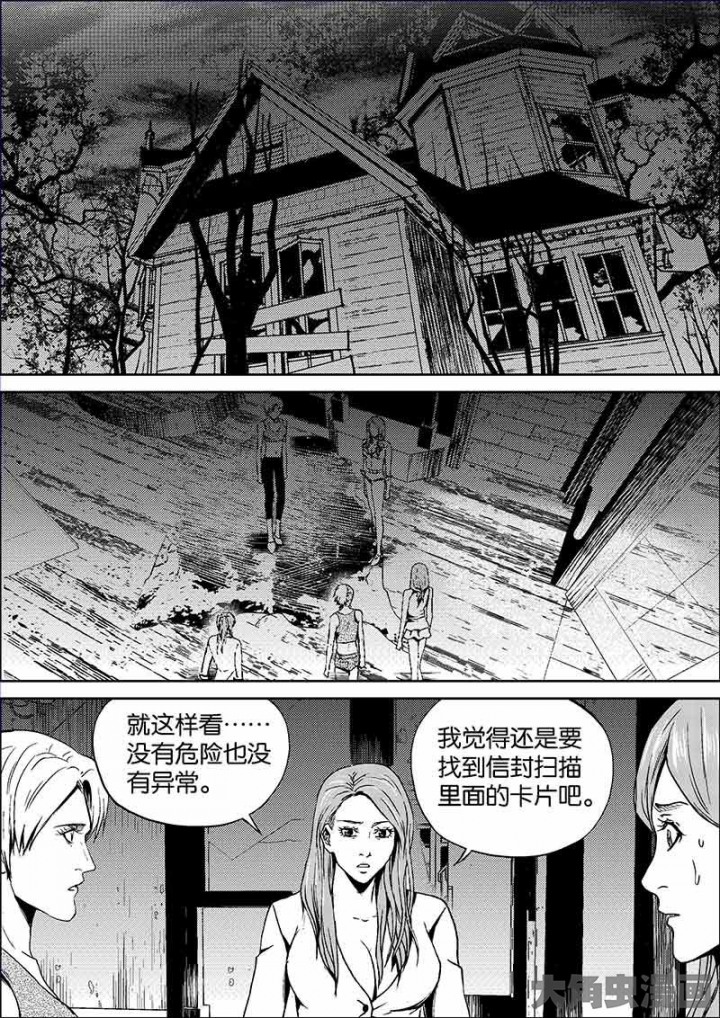 就这样看……
没有危险也没
有异常。
我觉得还是要
找到信封扫描
里面的卡片吧。
大角虫漫画